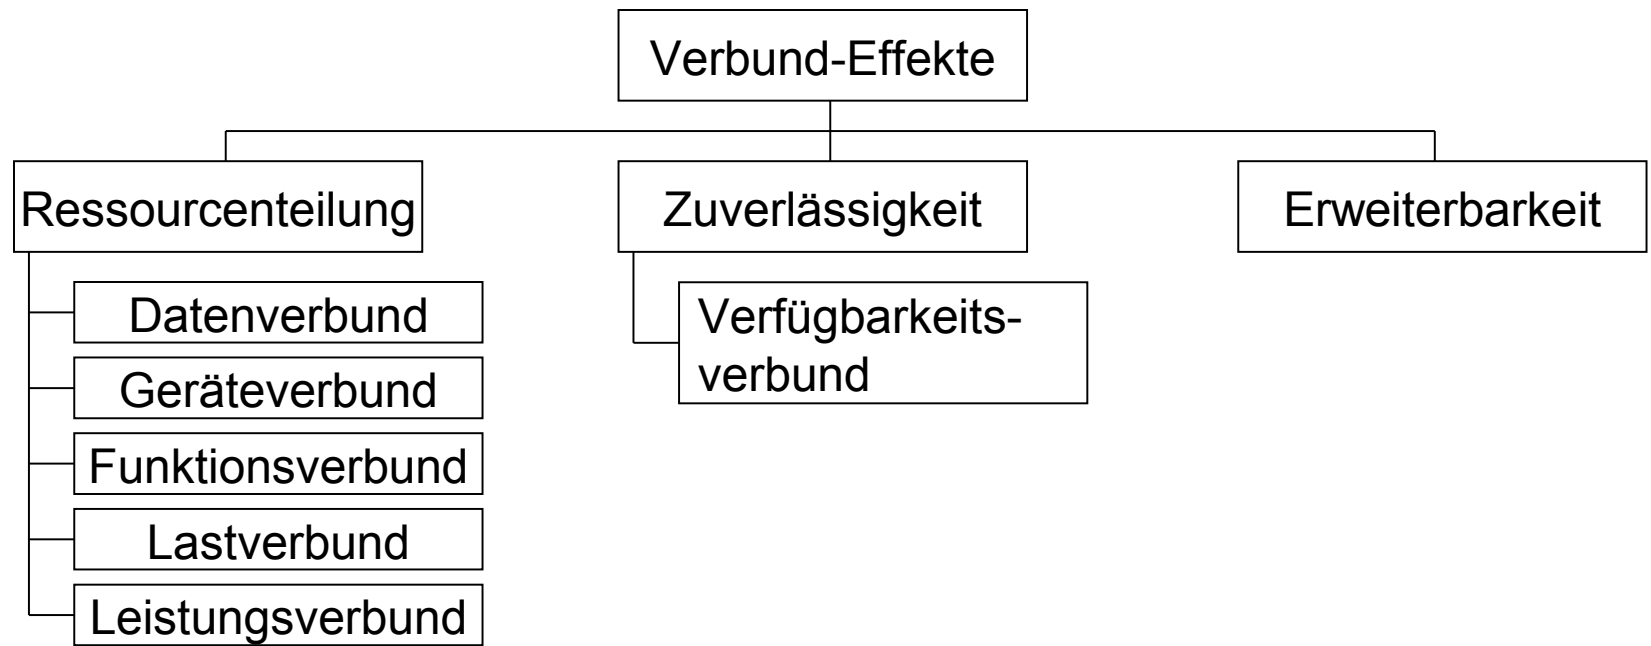 Verbund-Effekte
Ressourcenteilung
Datenverbund
Geräteverbund
Funktionsverbund
Lastverbund
Leistungsverbund
Zuverlässigkeit
Verfügbarkeits-
verbund
Erweiterbarkeit